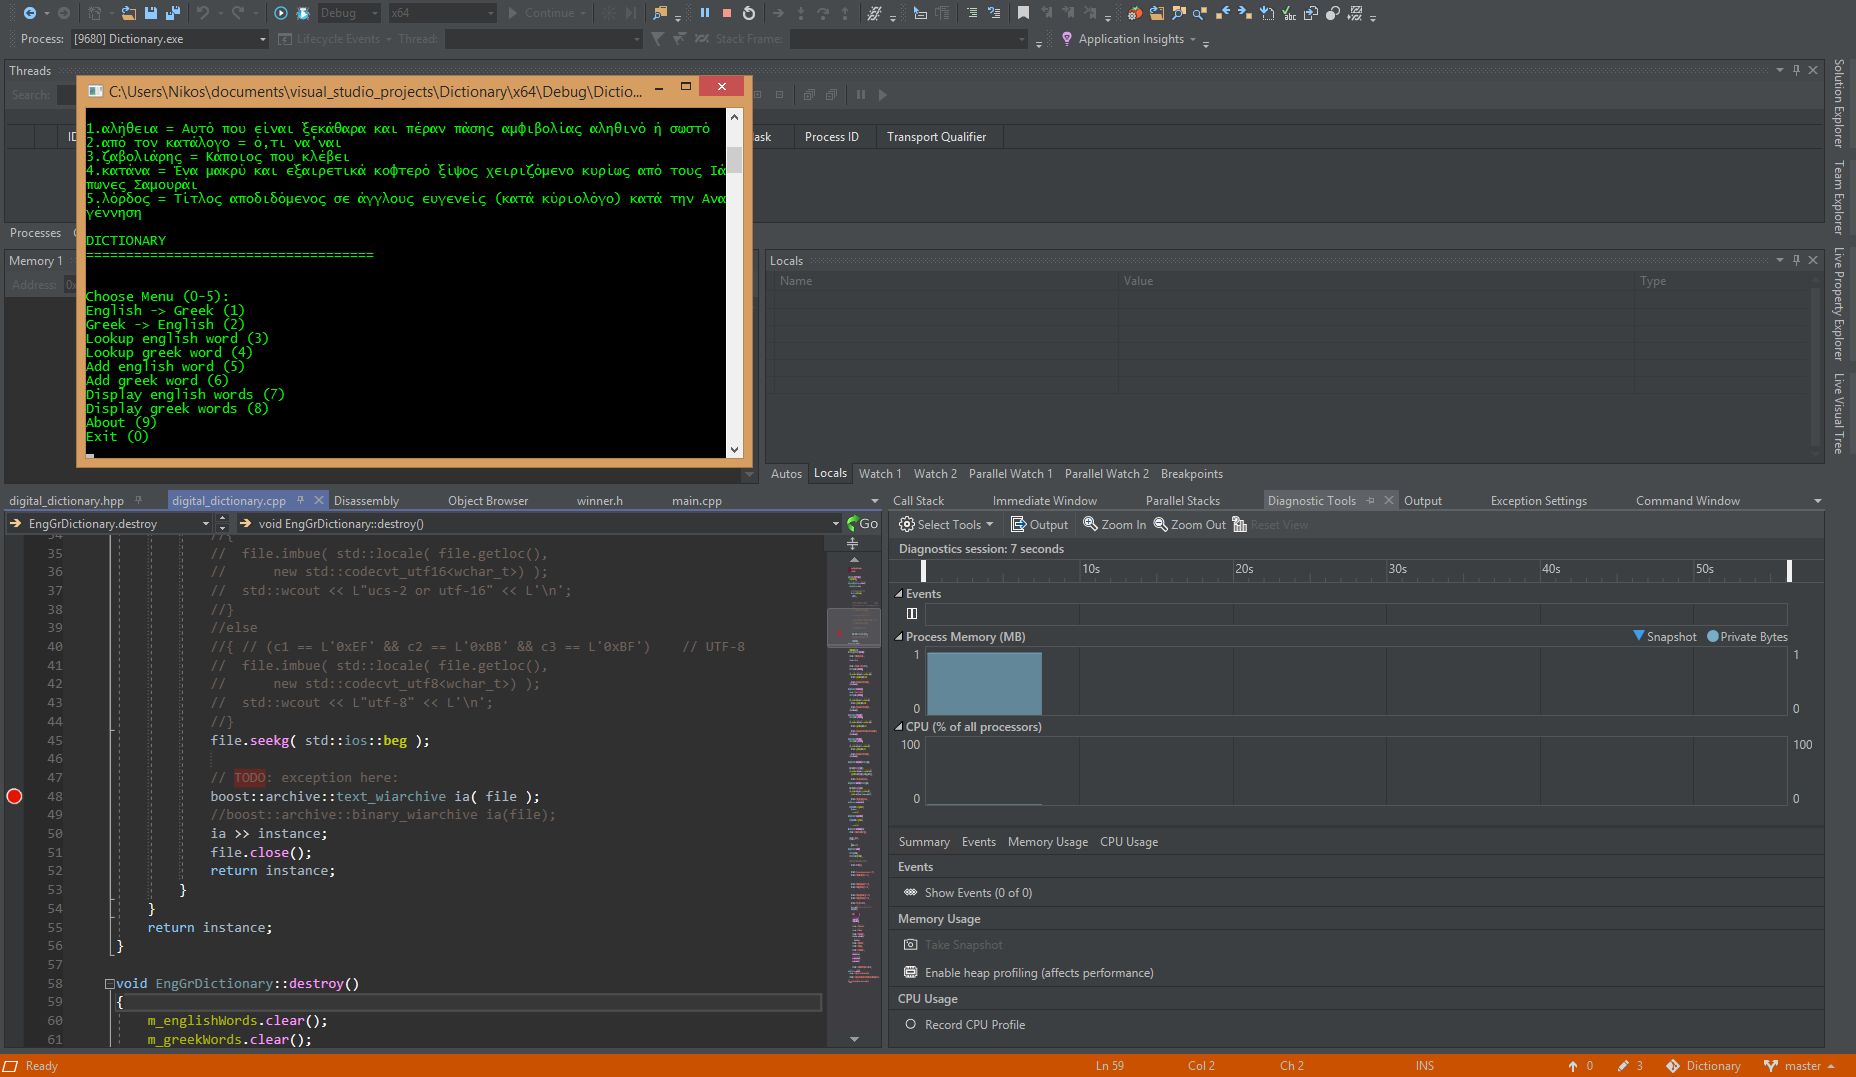 Debug x64 Continue
Process: [9680] Dictionary.exe Lifecycle Events Thread: Stack Frame: Application Insights
Threads
Search:
C:\Users\Nikos\documents\visual_studio_projects\Dictionary\x64\Debug\Dictio...
ID Process ID Transport Qualifier
1.αλήθεια = Αυτό που είναι ξεκάθαρα και πέραν πάσης αμφιβολίας αληθινό ή σωστό
2.από τον κατάλογο = ό,τι νά'ναι
3.ζαβολιάρης = Κάποιος που κλέβει
4.κατάνα = Ένα μακρύ και εξαιρετικά κοφτερό ξίφος χειριζόμενο κυρίως από τους Ιά
πωνες Σαμουράι
5.λόρδος = Τίτλος αποδιδόμενος σε άγγλους ευγενείς (κατά κύριολόγο) κατά την Ανα
γέννηση
DICTIONARY
====================================
Choose Menu (0-5):
English -> Greek (1)
Greek -> English (2)
Lookup english word (3)
Lookup greek word (4)
Add english word (5)
Add greek word (6)
Display english words (7)
Display greek words (8)
About (9)
Exit (0)
Processes
Memory 1
Address:
Locals
Name Value Type
Autos Locals Watch 1 Watch 2 Parallel Watch 1 Parallel Watch 2 Breakpoints
Solution Explorer
Team Explorer
Live Property Explorer
Live Visual Tree
digital_dictionary.hpp digital_dictionary.cpp Disassembly Object Browser winner.h main.cpp
EngGrDictionary.destroy void EngGrDictionary::destroy() Go
34 //{
35 // file.imbue( std::locale( file.getloc(),
36 // new std::codecvt_utf16<wchar_t>) );
37 // std::wcout << L"ucs-2 or utf-16" << L'\n';
38 //}
39 //else
40 //{ // (c1 == L'0xEF' && c2 == L'0xBB' && c3 == L'0xBF') // UTF-8
41 // file.imbue( std::locale( file.getloc(),
42 // new std::codecvt_utf8<wchar_t>) );
43 // std::wcout << L"utf-8" << L'\n';
44 //}
45 file.seekg( std::ios::beg );
46
47 // TODO: exception here:
48 boost::archive::text_wiarchive ia( file );
49 //boost::archive::binary_wiarchive ia(file);
50 ia >> instance;
51 file.close();
52 return instance;
53 }
54 }
55 return instance;
56 }
57
58 void EngGrDictionary::destroy()
59 {
60 m_englishWords.clear();
61 m_greekWords.clear();
Call Stack Immediate Window Parallel Stacks Diagnostic Tools Output Exception Settings Command Window
Select Tools Output Zoom In Zoom Out Reset View
Diagnostics session: 7 seconds
10s 20s 30s 40s 50s
Events
Process Memory (MB) Snapshot Private Bytes
1 1
0 0
CPU (% of all processors)
100 100
0 0
Summary Events Memory Usage CPU Usage
Events
Show Events (0 of 0)
Memory Usage
Take Snapshot
Enable heap profiling (affects performance)
CPU Usage
Record CPU Profile
Ready Ln 59 Col 2 Ch 2 INS 0 3 Dictionary master